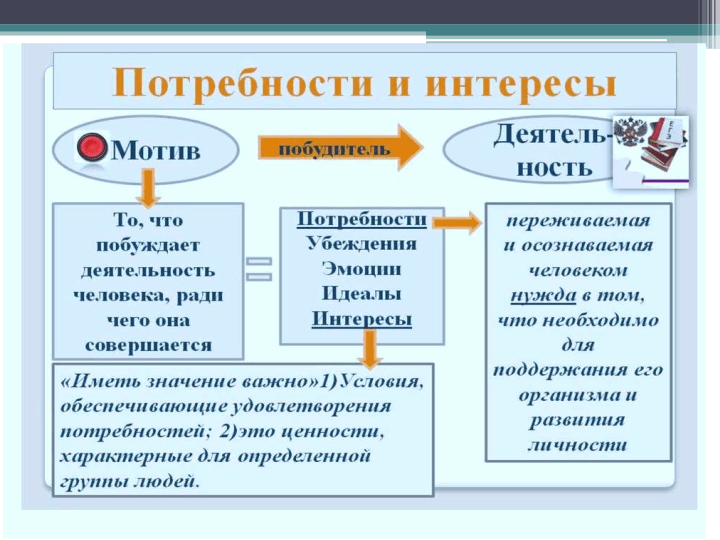 Потребности и интересы
Мотив
побудитель
Деятель-
ность
ЕГЭ
То, что
побуждает
деятельность
человека, ради
чего она
совершается
=
Потребности
Убеждения
Эмоции
Идеалы
Интересы
переживаемая
и осознаваемая
человеком
нужда в том,
что необходимо
для
поддержания его
организма и
развития
личности
«Иметь значение важно»1)Условия,
обеспечивающие удовлетворения
потребностей; 2)это ценности,
характерные для определенной
группы людей.